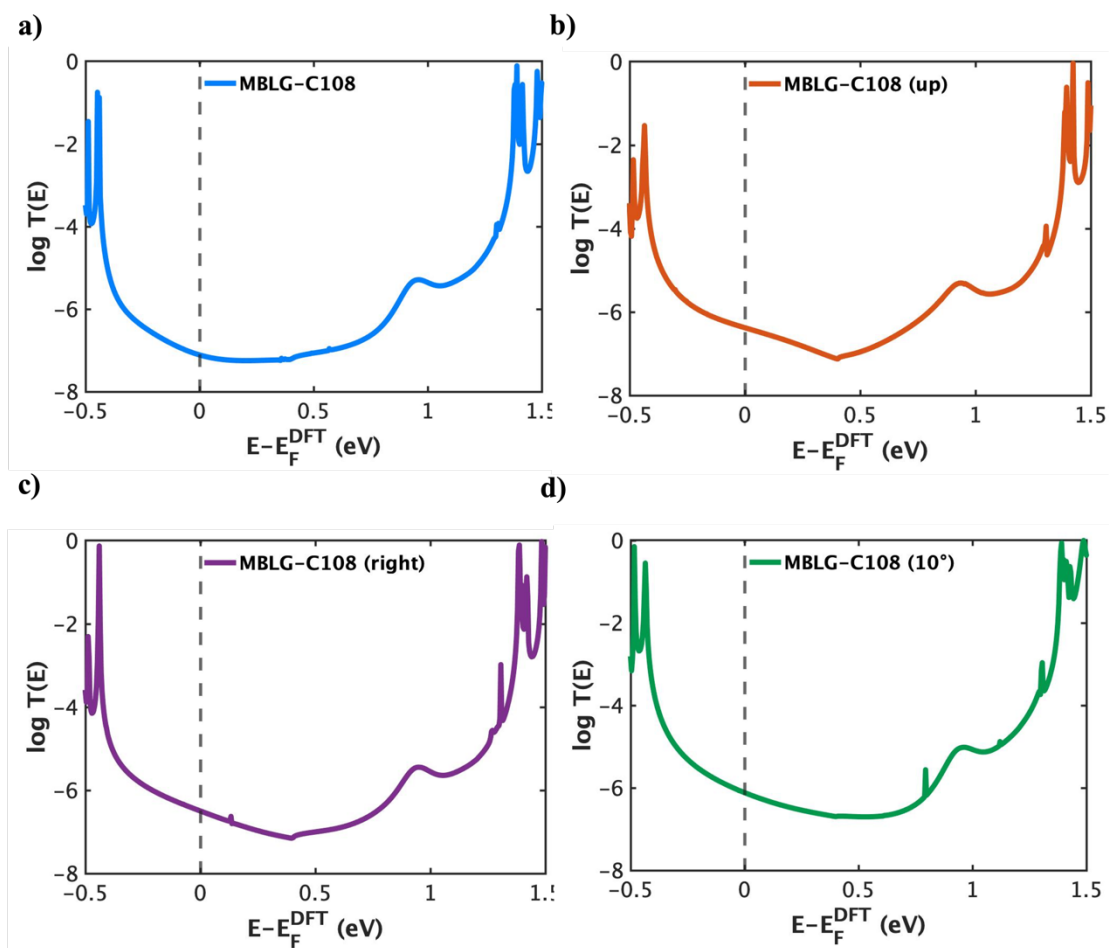 a)
MBLG-C108
log T(E)
0
−2
−4
−6
−8
−0.5 0 0.5 1 1.5
E−E_F^DFT (eV)
b)
MBLG-C108 (up)
log T(E)
0
−2
−4
−6
−8
−0.5 0 0.5 1 1.5
E−E_F^DFT (eV)
c)
MBLG-C108 (right)
log T(E)
0
−2
−4
−6
−8
−0.5 0 0.5 1 1.5
E−E_F^DFT (eV)
d)
MBLG-C108 (10°)
log T(E)
0
−2
−4
−6
−8
−0.5 0 0.5 1 1.5
E−E_F^DFT (eV)